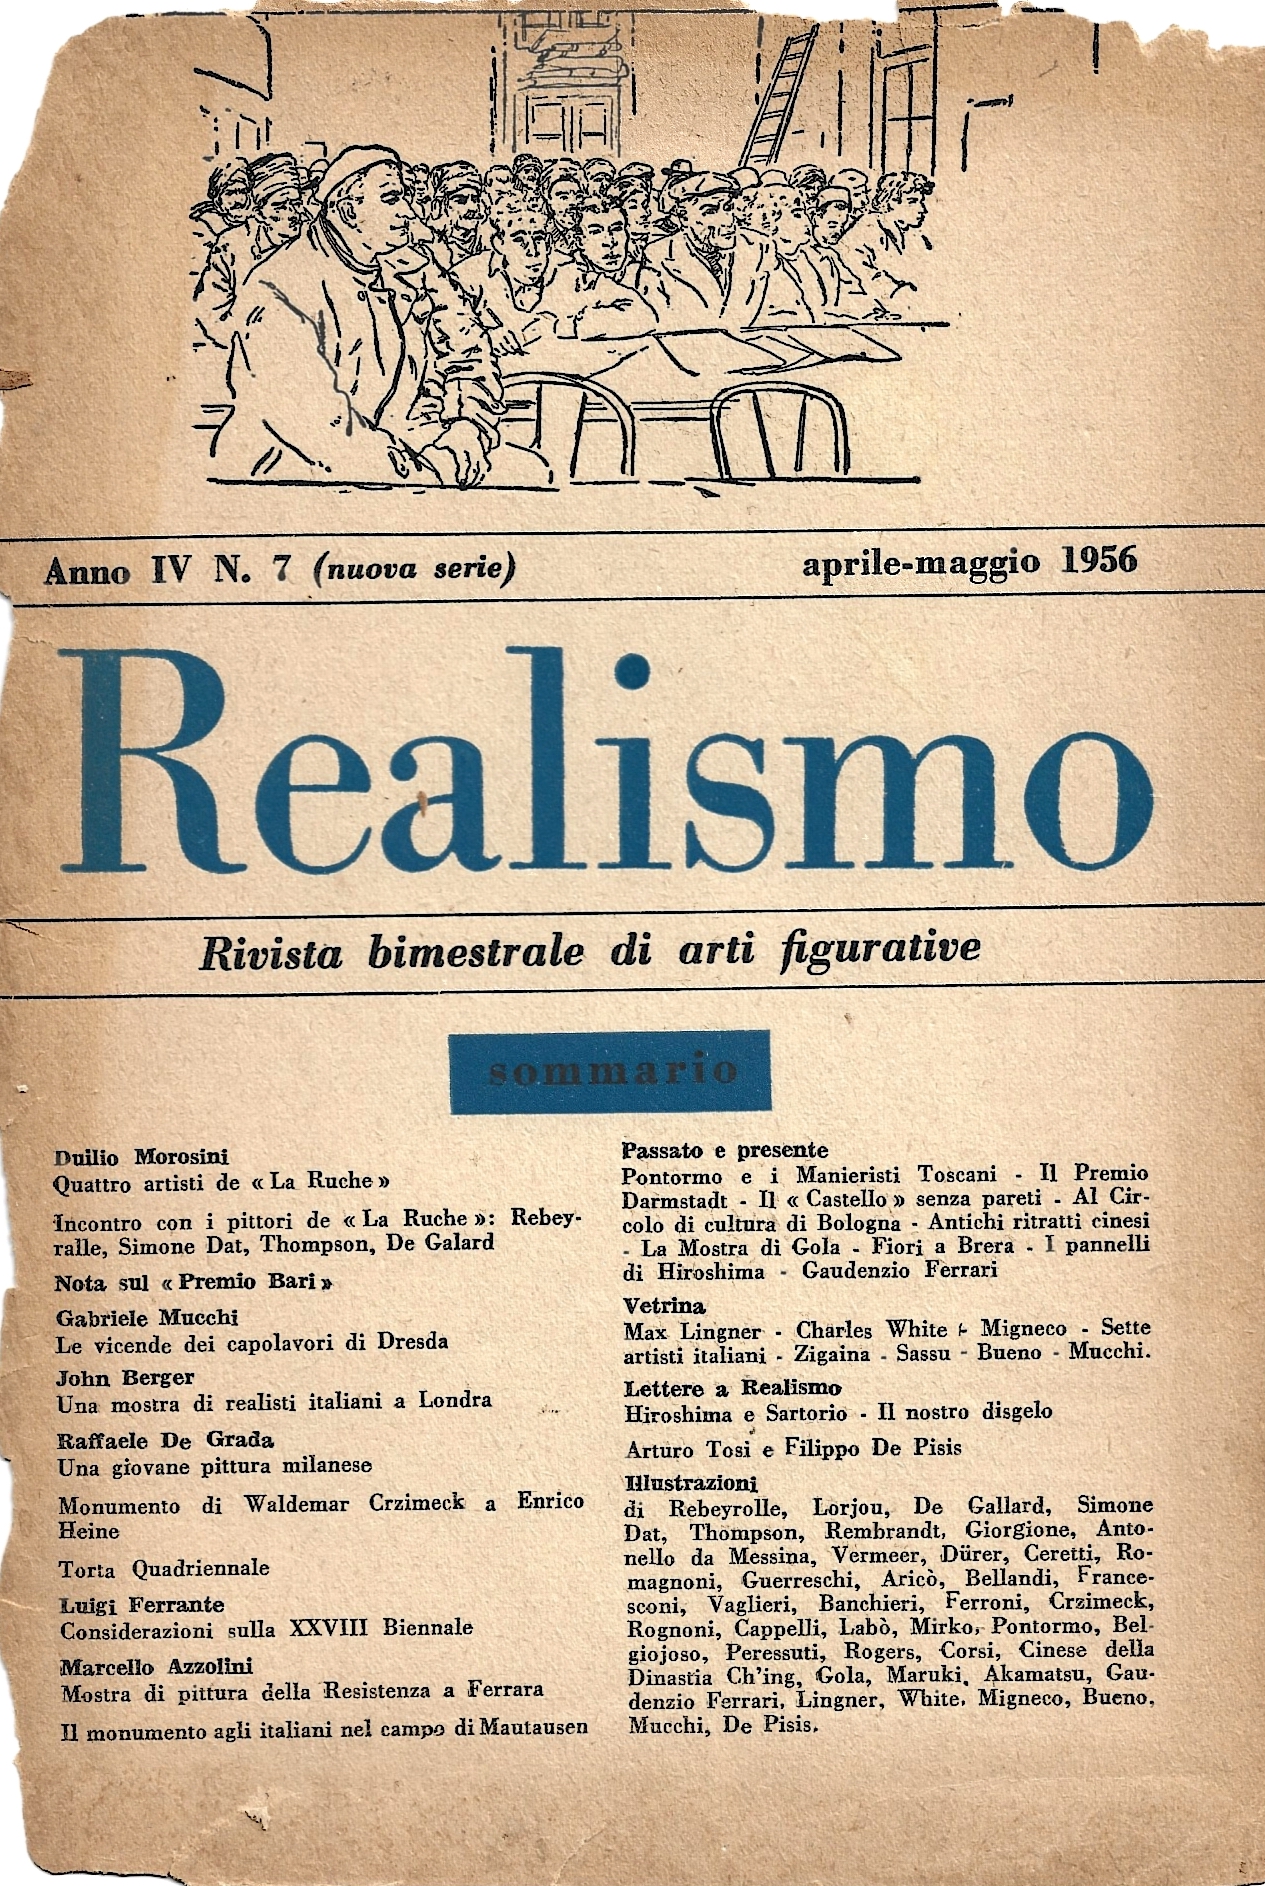 Anno IV N. 7 (nuova serie)
aprile-maggio 1956
Realismo
Rivista bimestrale di arti figurative
sommario
Duilio Morosini
Quattro artisti de « La Ruche »
Incontro con i pittori de « La Ruche »: Rebey-
ralle, Simone Dat, Thompson, De Galard
Nota sul « Premio Bari »
Gabriele Mucchi
Le vicende dei capolavori di Dresda
John Berger
Una mostra di realisti italiani a Londra
Raffaele De Grada
Una giovane pittura milanese
Monumento di Waldemar Crzimeck a Enrico
Heine
Torta Quadriennale
Luigi Ferrante
Considerazioni sulla XXVIII Biennale
Marcello Azzolini
Mostra di pittura della Resistenza a Ferrara
Il monumento agli italiani nel campo di Mautausen
Passato e presente
Pontormo e i Manieristi Toscani - Il Premio
Darmstadt - Il « Castello » senza pareti - Al Cir-
colo di cultura di Bologna - Antichi ritratti cinesi
- La Mostra di Gola - Fiori a Brera - I pannelli
di Hiroshima - Gaudenzio Ferrari
Vetrina
Max Lingner - Charles White - Migneco - Sette
artisti italiani - Zigaina - Sassu - Bueno - Mucchi.
Lettere a Realismo
Hiroshima e Sartorio - Il nostro disgelo
Arturo Tosi e Filippo De Pisis
Illustrazioni
di Rebeyrolle, Lorjou, De Gallard, Simone
Dat, Thompson, Rembrandt, Giorgione, Anto-
nello da Messina, Vermeer, Dürer, Ceretti, Ro-
magnoni, Guerreschi, Aricò, Bellandi, France-
sconi, Vaglieri, Banchieri, Ferroni, Crzimeck,
Rognoni, Cappelli, Labò, Mirko, Pontormo, Bel-
giojoso, Peressuti, Rogers, Corsi, Cinese della
Dinastia Ch'ing, Gola, Maruki, Akamatsu, Gau-
denzio Ferrari, Lingner, White, Migneco, Bueno,
Mucchi, De Pisis.